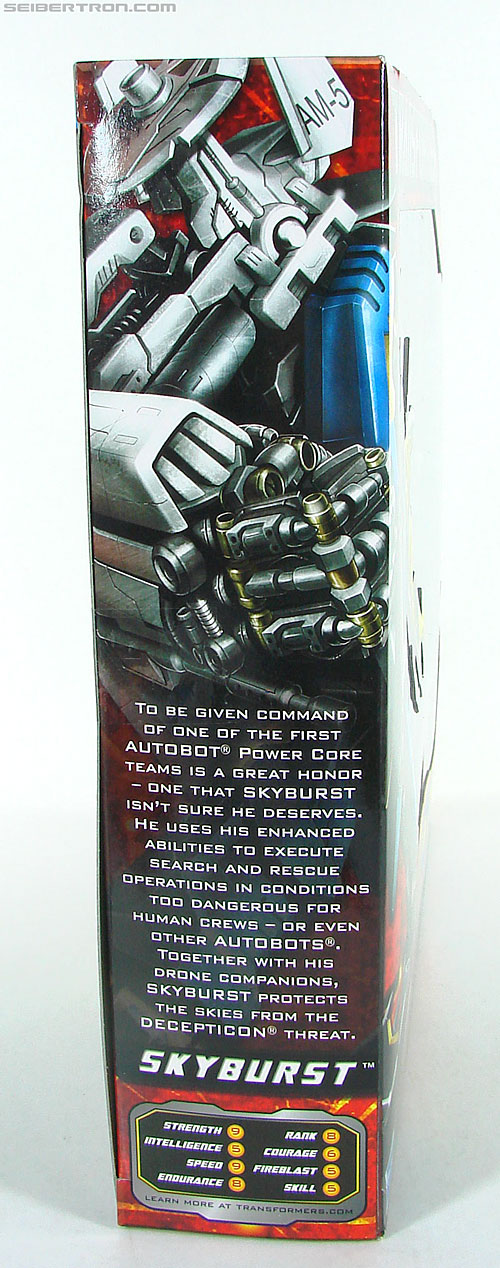 SEIBERTRON.COM
AM-5
TO BE GIVEN COMMAND
OF ONE OF THE FIRST
AUTOBOT® POWER CORE
TEAMS IS A GREAT HONOR
– ONE THAT SKYBURST
ISN'T SURE HE DESERVES.
HE USES HIS ENHANCED
ABILITIES TO EXECUTE
SEARCH AND RESCUE
OPERATIONS IN CONDITIONS
TOO DANGEROUS FOR
HUMAN CREWS – OR EVEN
OTHER AUTOBOTS®.
TOGETHER WITH HIS
DRONE COMPANIONS,
SKYBURST PROTECTS
THE SKIES FROM THE
DECEPTICON® THREAT.
SKYBURST™
STRENGTH 9
INTELLIGENCE 5
SPEED 9
ENDURANCE 8
RANK 8
COURAGE 6
FIREBLAST 5
SKILL 5
LEARN MORE AT TRANSFORMERS.COM